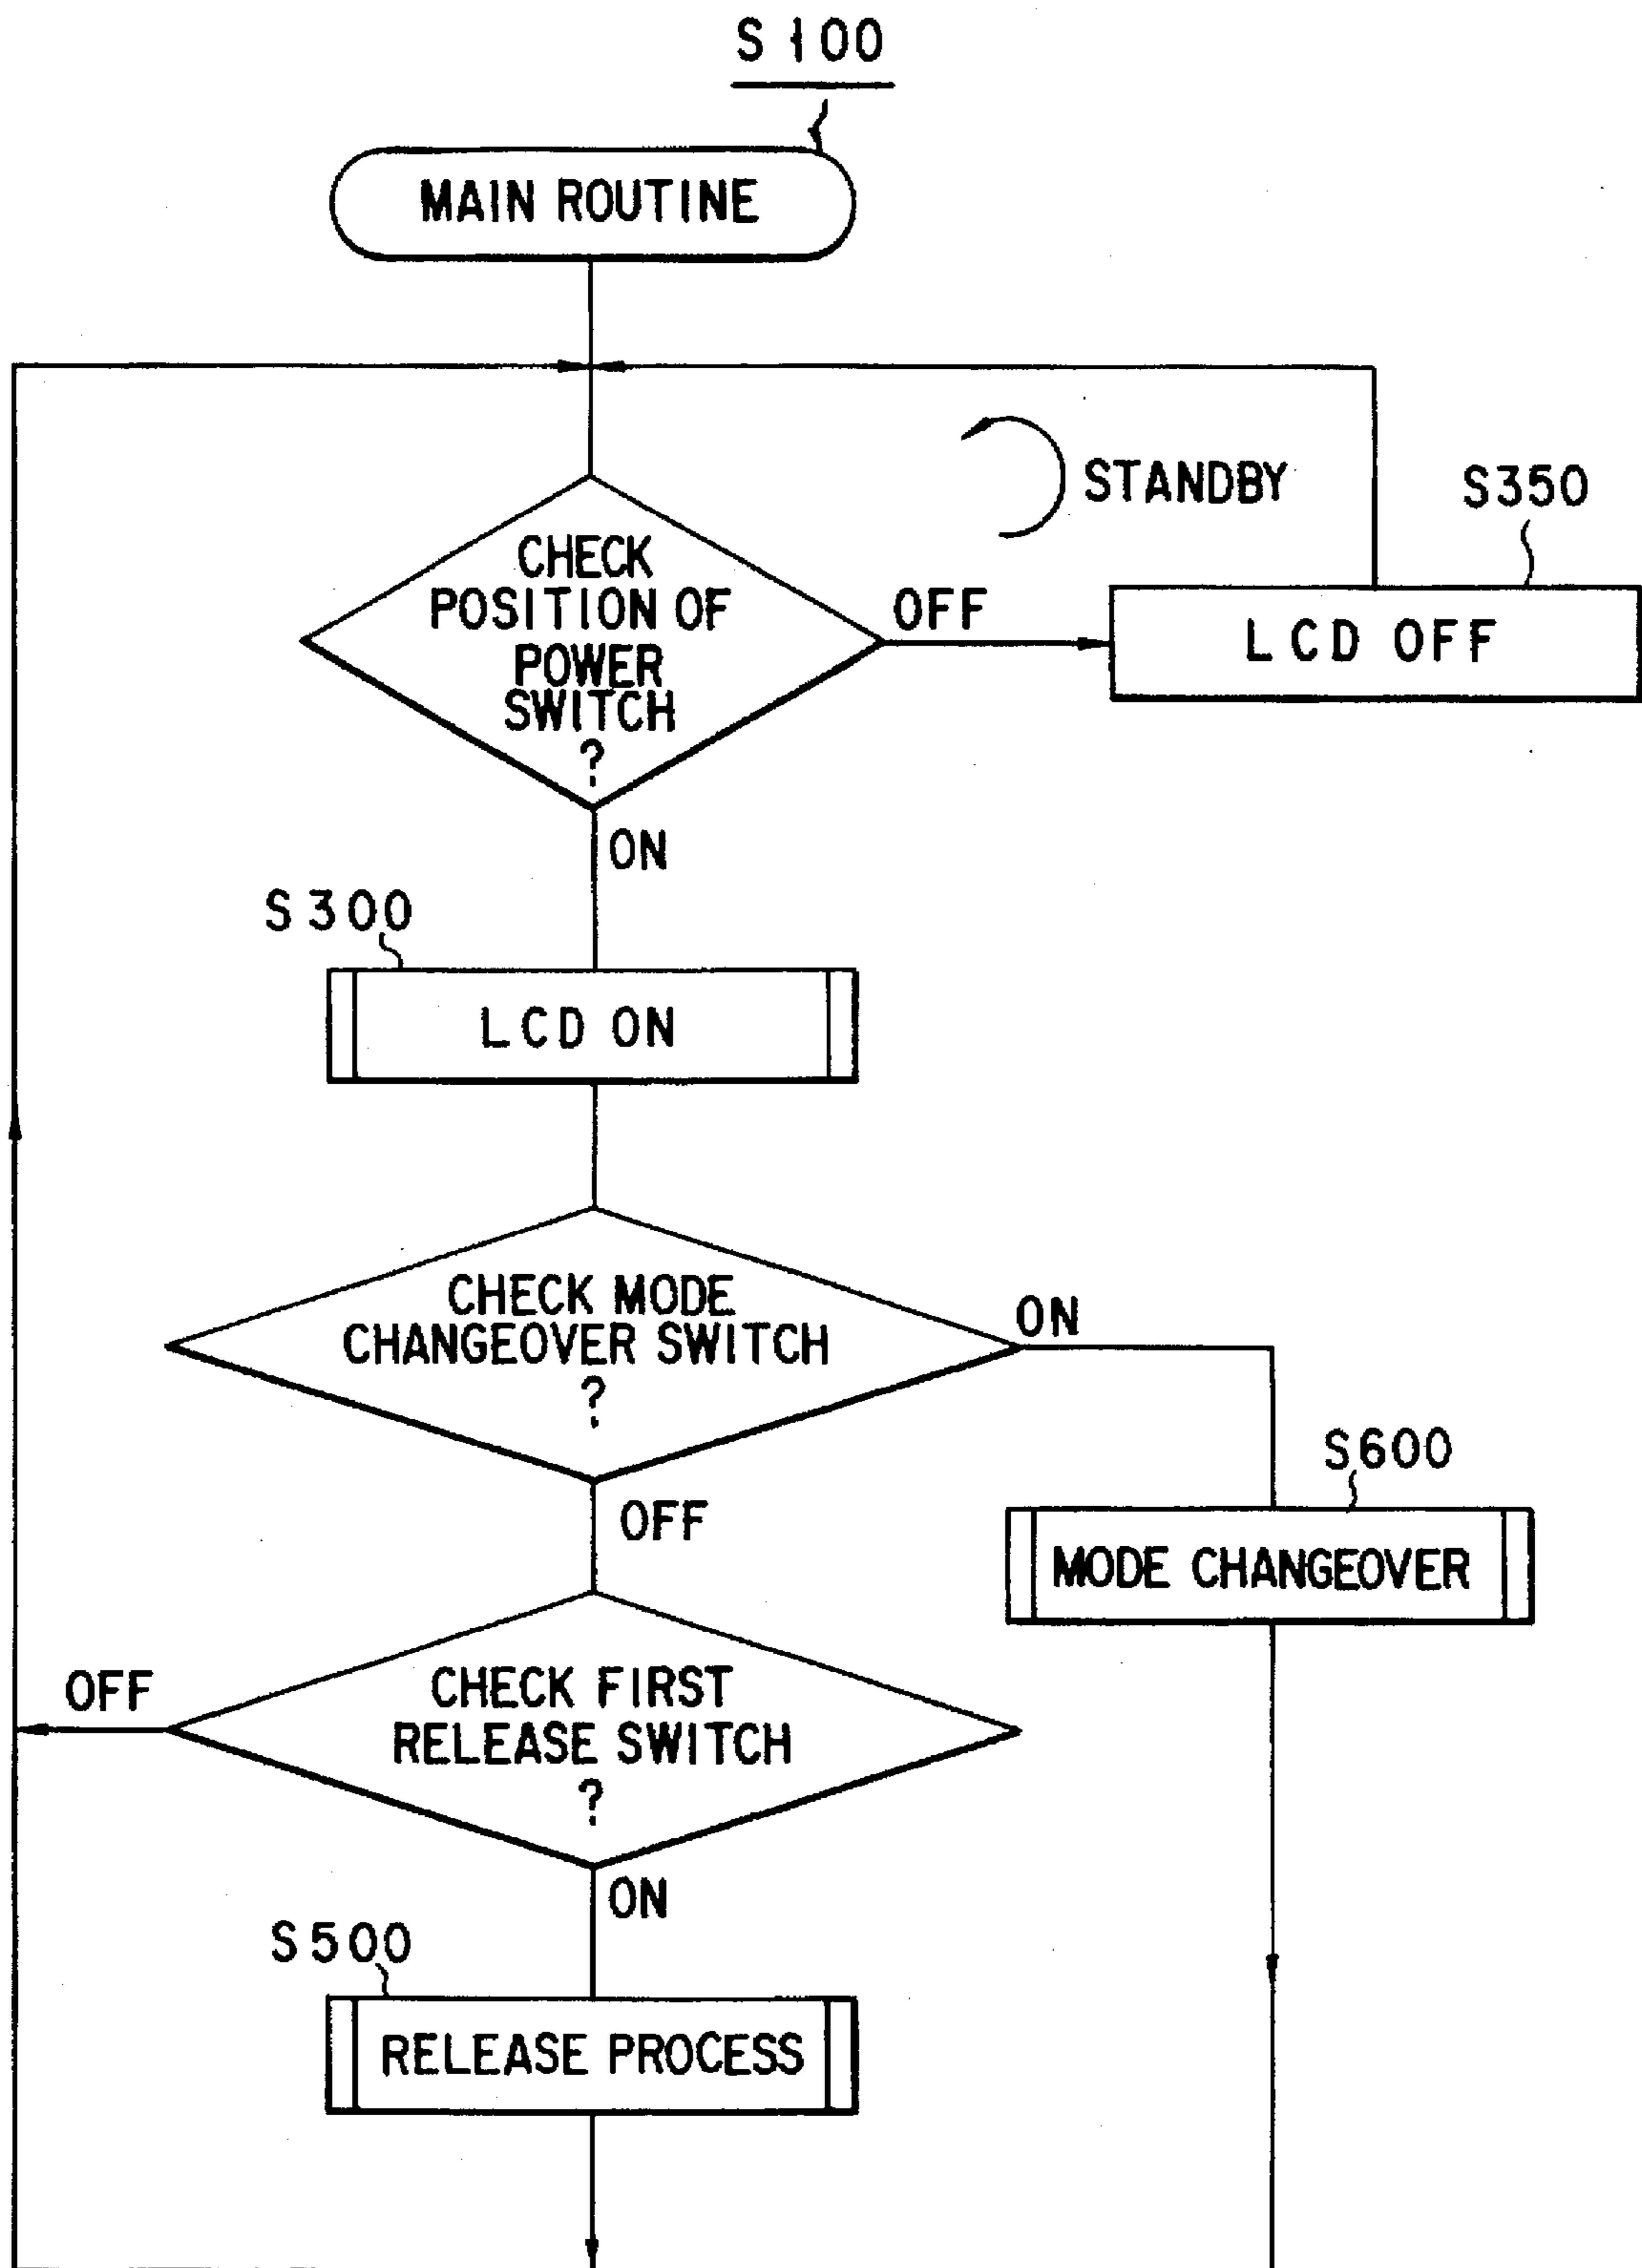 S 100
MAIN ROUTINE
STANDBY
S350
CHECK
POSITION OF
POWER
SWITCH
?
OFF
LCD OFF
ON
S300
LCD ON
CHECK MODE
CHANGEOVER SWITCH
?
ON
OFF
S600
MODE CHANGEOVER
OFF
CHECK FIRST
RELEASE SWITCH
?
ON
S500
RELEASE PROCESS